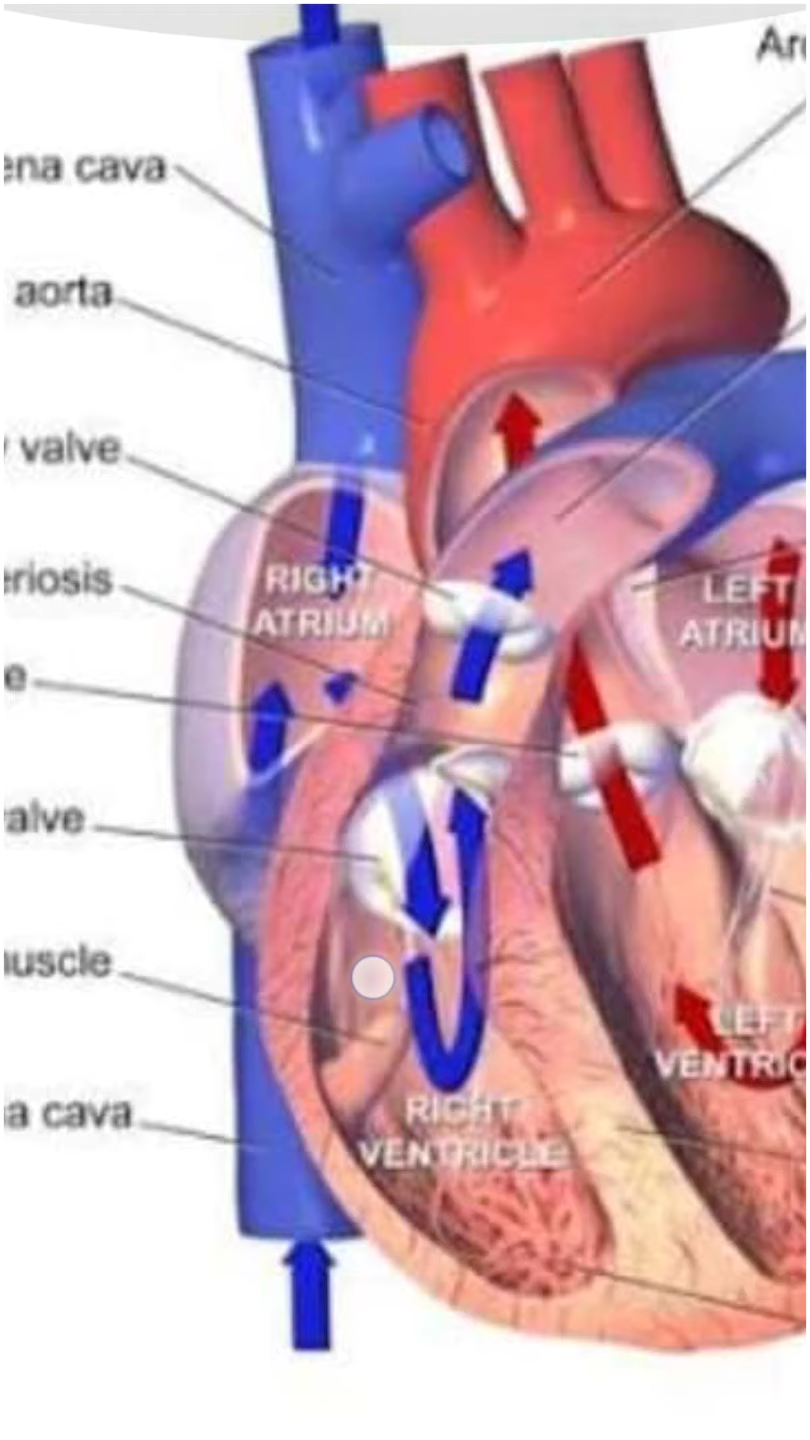 Ar
ena cava
aorta
valve
eriosis
e
alve
uscle
a cava
RIGHT
ATRIUM
LEFT
ATRIUM
LEFT
VENTRIC
RIGHT
VENTRICLE